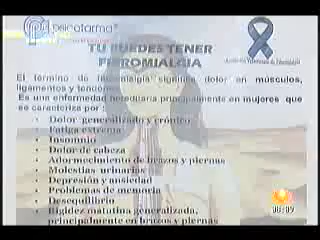 psicofarma
TU PUEDES TENER
FIBROMIALGIA
El término de fibromialgia significa dolor en músculos,
ligamentos y tendones
Es una enfermedad hereditaria principalmente en mujeres que
se caracteriza por :
• Dolor generalizado y crónico
• Fatiga extrema
• Insomnio
• Dolor de cabeza
• Adormecimiento de brazos y piernas
• Molestias urinarias
• Depresión y ansiedad
• Problemas de memoria
• Desequilibrio
• Rigidez matutina generalizada,
principalmente en brazos y piernas